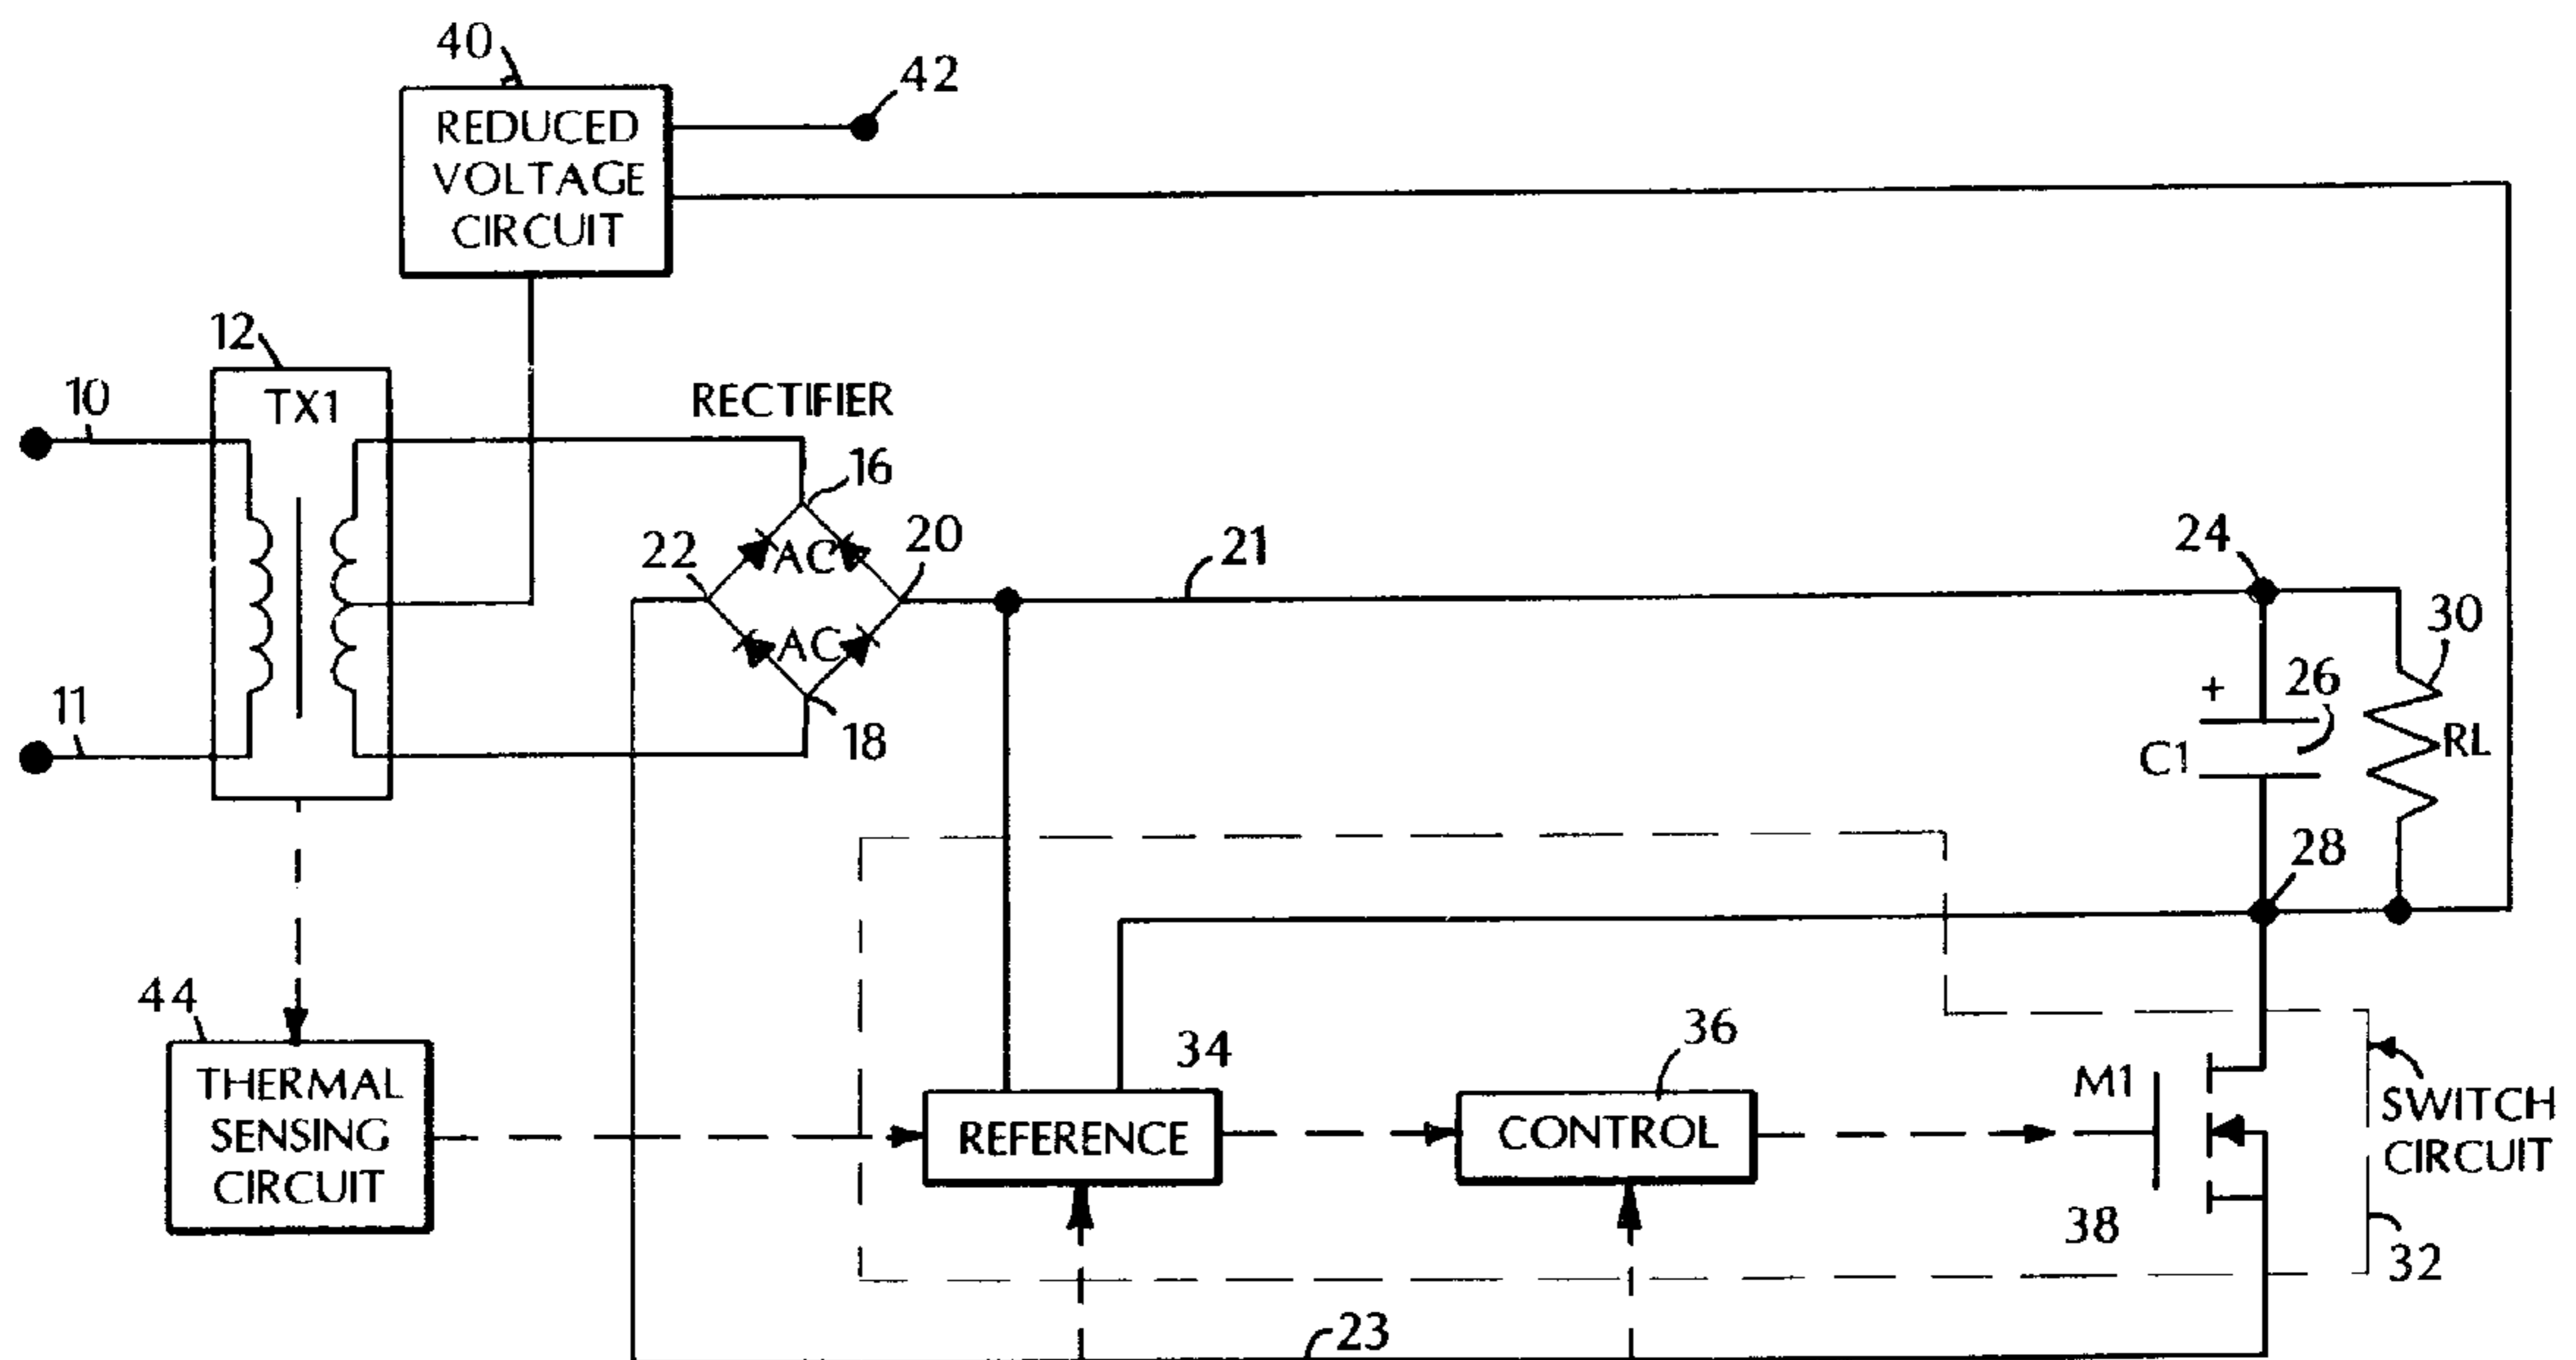 40
42
REDUCED
VOLTAGE
CIRCUIT
12
TX1
10
11
RECTIFIER
16
AC
20
22
AC
18
21
24
30
+
26
C1
RL
28
44
THERMAL
SENSING
CIRCUIT
34
REFERENCE
36
CONTROL
M1
38
SWITCH
CIRCUIT
32
23